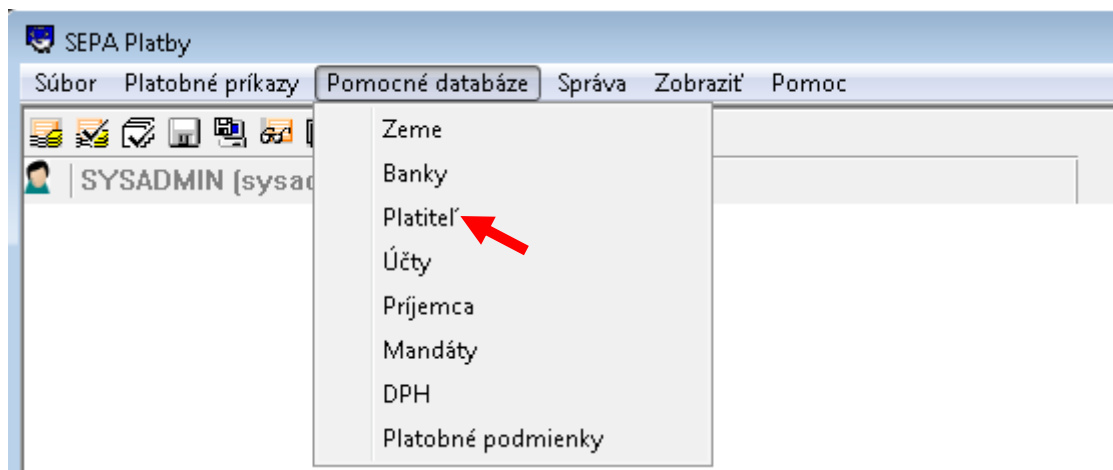 SEPA Platby
Súbor Platobné príkazy Pomocné databáze Správa Zobraziť Pomoc
SYSADMIN
Zeme
Banky
Platiteľ
Účty
Príjemca
Mandáty
DPH
Platobné podmienky